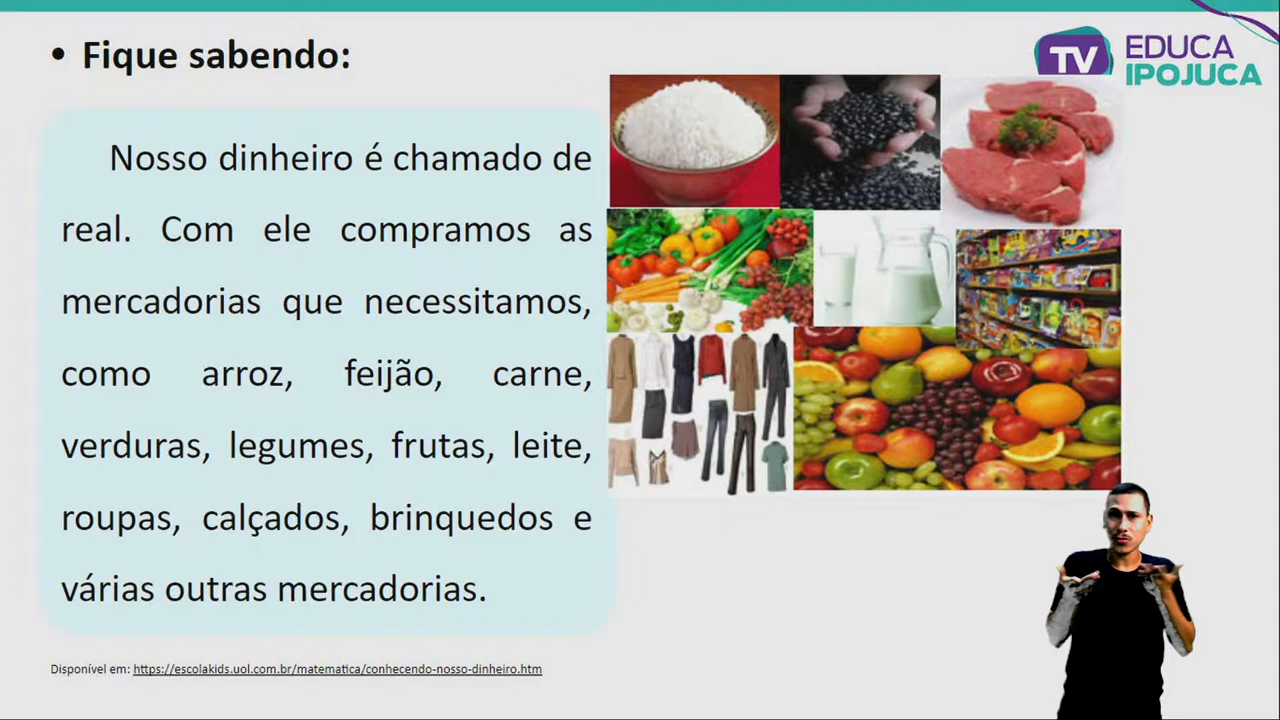 • Fique sabendo:
TV EDUCA
IPOJUCA
Nosso dinheiro é chamado de
real. Com ele compramos as
mercadorias que necessitamos,
como arroz, feijão, carne,
verduras, legumes, frutas, leite,
roupas, calçados, brinquedos e
várias outras mercadorias.
Disponível em: https://escolakids.uol.com.br/matematica/conhecendo-nosso-dinheiro.htm